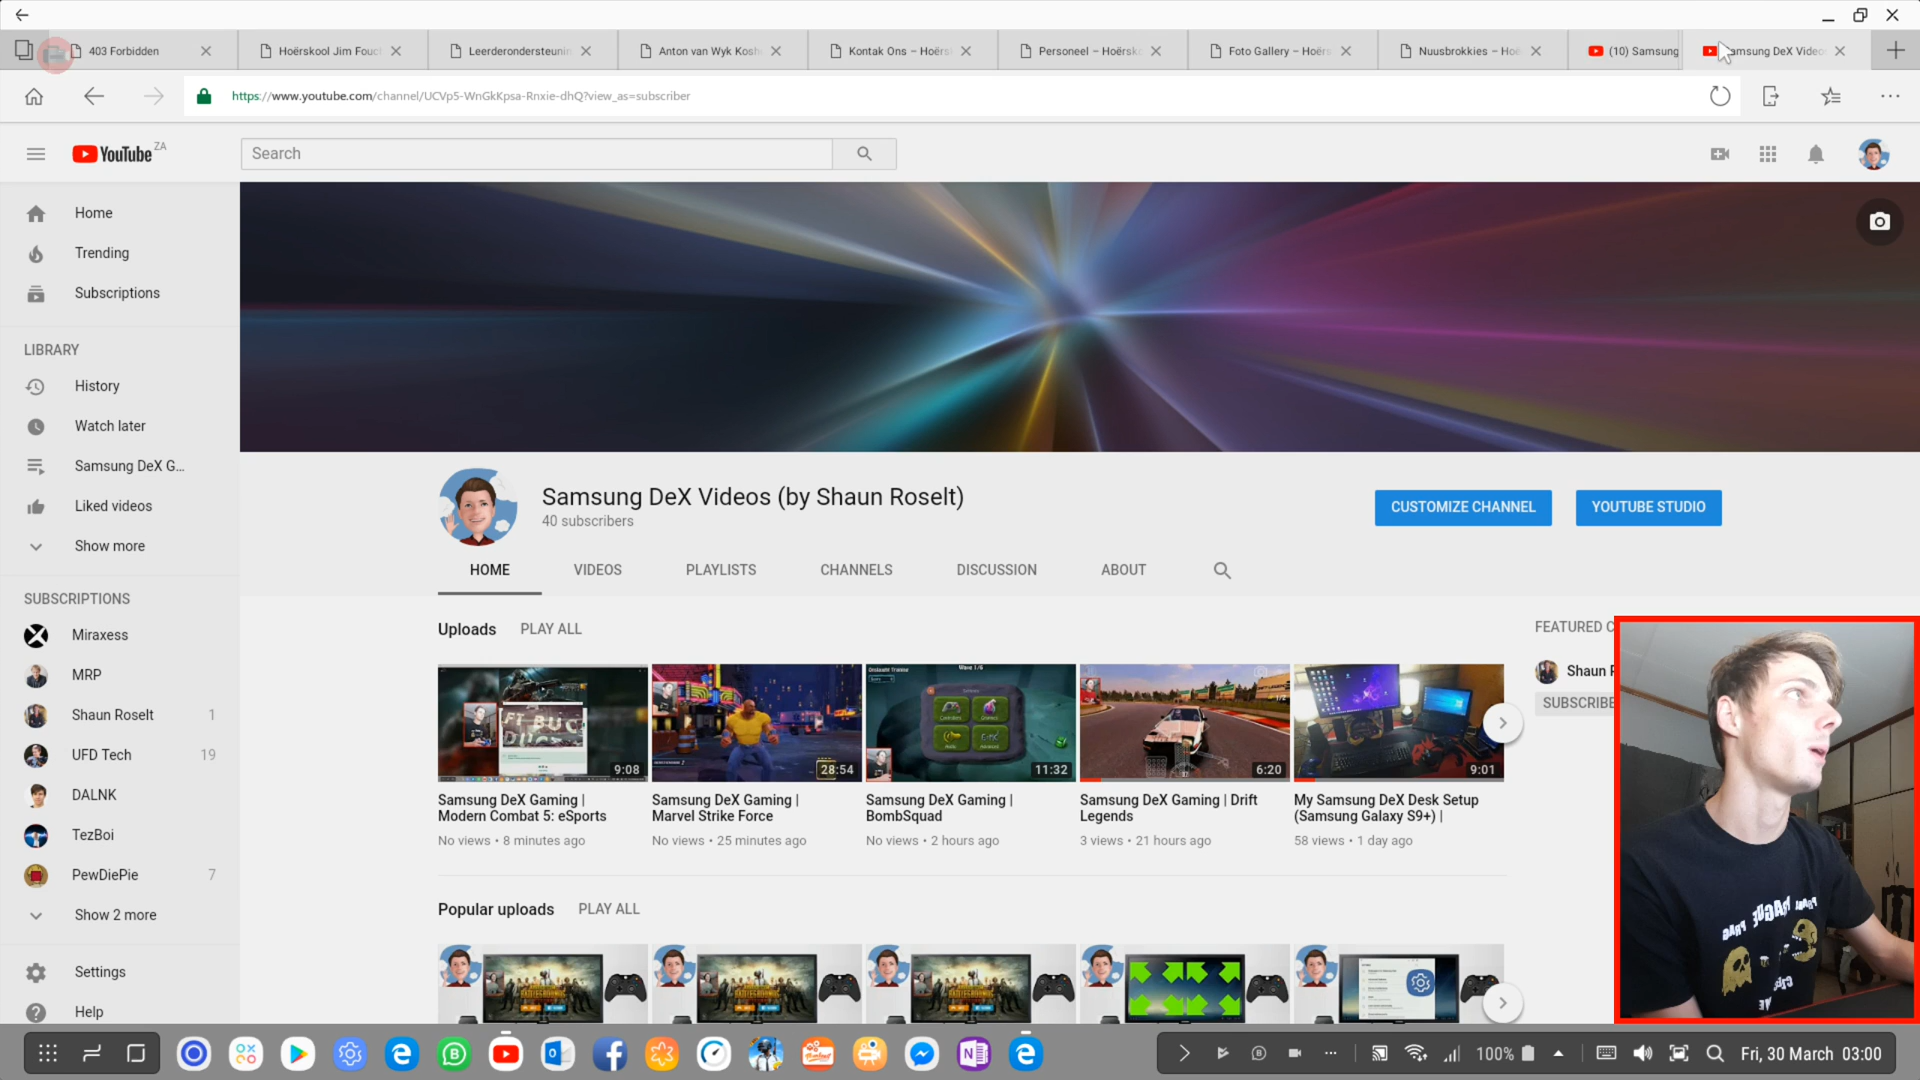 403 Forbidden
Hoërskool Jim Fouch
Leerderondersteunin
Anton van Wyk Kosh
Kontak Ons – Hoërs
Personeel – Hoërsk
Foto Gallery – Hoërs
Nuusbrokkies – Hoë
(10) Samsung
amsung DeX Video
https://www.youtube.com/channel/UCVp5-WnGkKpsa-Rnxie-dhQ?view_as=subscriber
YouTube ZA
Search
Home
Trending
Subscriptions
LIBRARY
History
Watch later
Samsung DeX G...
Liked videos
Show more
SUBSCRIPTIONS
Miraxess
MRP
Shaun Roselt 1
UFD Tech 19
DALNK
TezBoi
PewDiePie 7
Show 2 more
Settings
Help
Samsung DeX Videos (by Shaun Roselt)
40 subscribers
CUSTOMIZE CHANNEL
YOUTUBE STUDIO
HOME VIDEOS PLAYLISTS CHANNELS DISCUSSION ABOUT
Uploads PLAY ALL
FEATURED C
Shaun R
SUBSCRIBE
9:08
28:54
11:32
6:20
9:01
Samsung DeX Gaming |
Modern Combat 5: eSports
No views • 8 minutes ago
Samsung DeX Gaming |
Marvel Strike Force
No views • 25 minutes ago
Samsung DeX Gaming |
BombSquad
No views • 2 hours ago
Samsung DeX Gaming | Drift
Legends
3 views • 21 hours ago
My Samsung DeX Desk Setup
(Samsung Galaxy S9+) |
58 views • 1 day ago
Popular uploads PLAY ALL
100%
Fri, 30 March 03:00